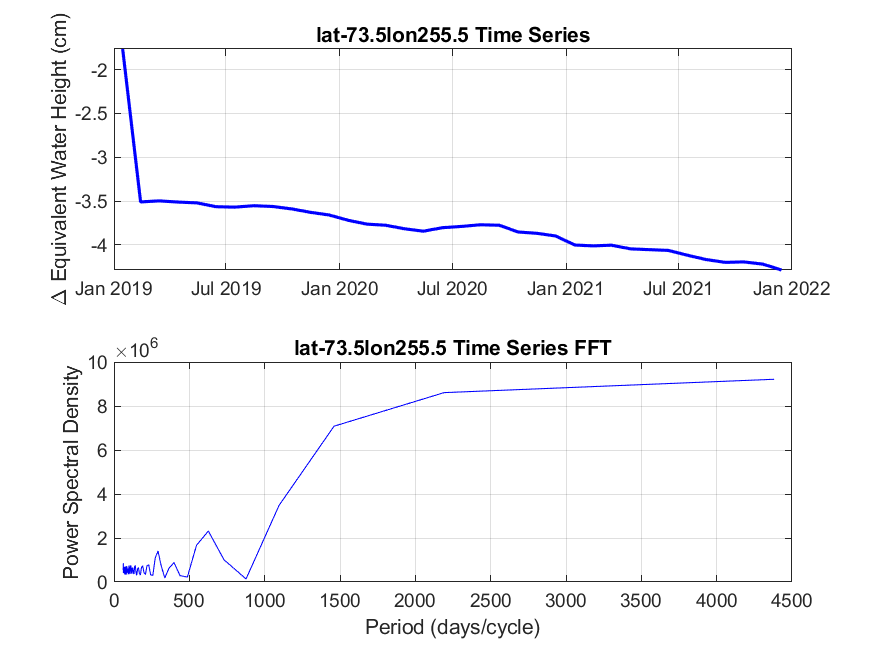 lat-73.5lon255.5 Time Series
Δ Equivalent Water Height (cm)
-2
-2.5
-3
-3.5
-4
Jan 2019 Jul 2019 Jan 2020 Jul 2020 Jan 2021 Jul 2021 Jan 2022
lat-73.5lon255.5 Time Series FFT
×10⁶
Power Spectral Density
10
8
6
4
2
0
0 500 1000 1500 2000 2500 3000 3500 4000 4500
Period (days/cycle)